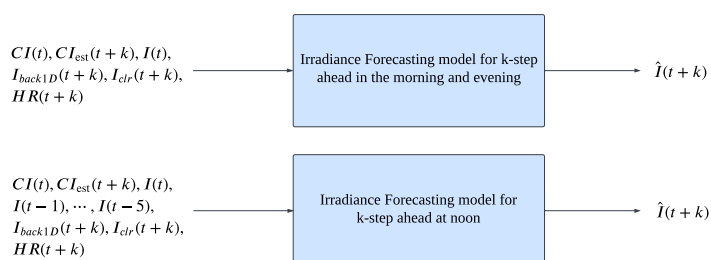 CI(t), CI_est(t + k), I(t),
I_back1D(t + k), I_clr(t + k),
HR(t + k)
Irradiance Forecasting model for k-step
ahead in the morning and evening
Î(t + k)
CI(t), CI_est(t + k), I(t),
I(t − 1), ⋯ , I(t − 5),
I_back1D(t + k), I_clr(t + k),
HR(t + k)
Irradiance Forecasting model for
k-step ahead at noon
Î(t + k)